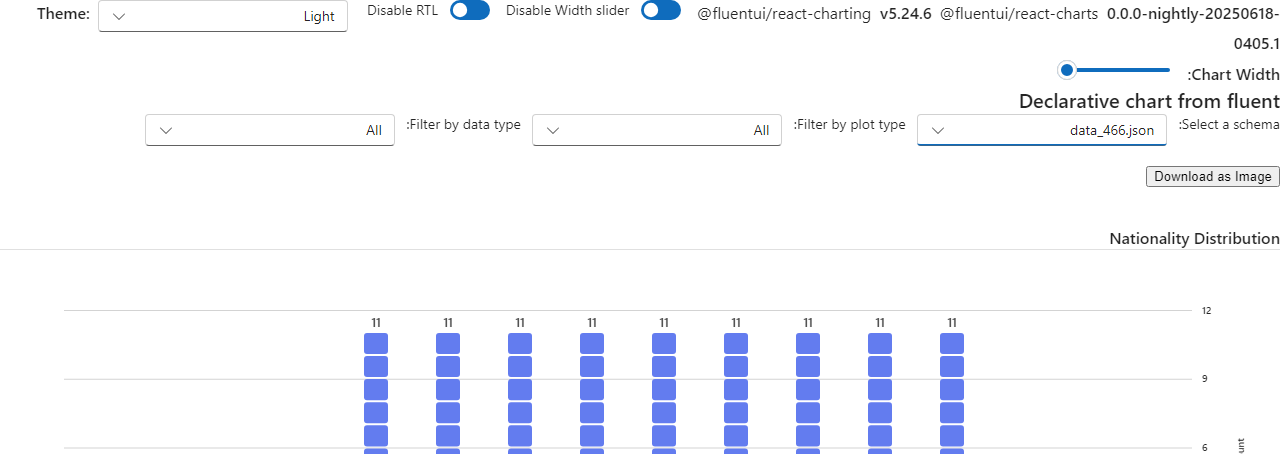 Theme: Light Disable RTL Disable Width slider @fluentui/react-charting v5.24.6 @fluentui/react-charts 0.0.0-nightly-20250618-
0405.1
:Chart Width
Declarative chart from fluent
:Select a schema data_466.json :Filter by plot type All :Filter by data type All
Download as Image
Nationality Distribution
12
11 11 11 11 11 11 11 11 11
9
6